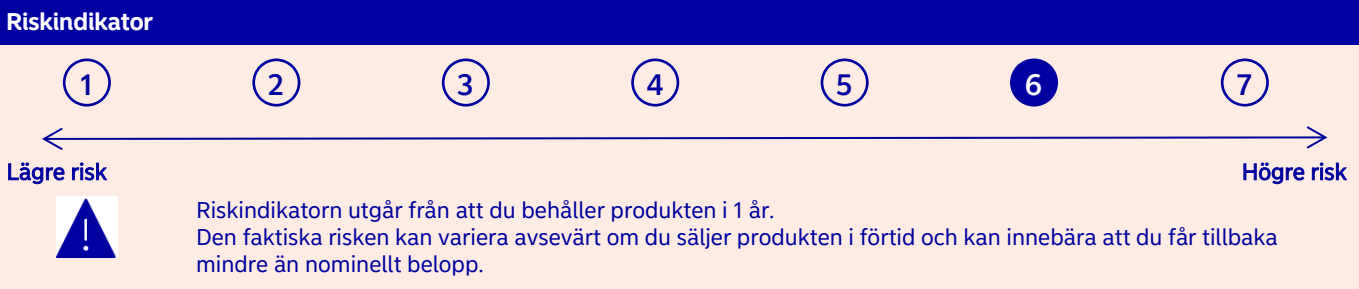 Riskindikator
1 2 3 4 5 6 7
Lägre risk Högre risk
Riskindikatorn utgår från att du behåller produkten i 1 år.
Den faktiska risken kan variera avsevärt om du säljer produkten i förtid och kan innebära att du får tillbaka
mindre än nominellt belopp.